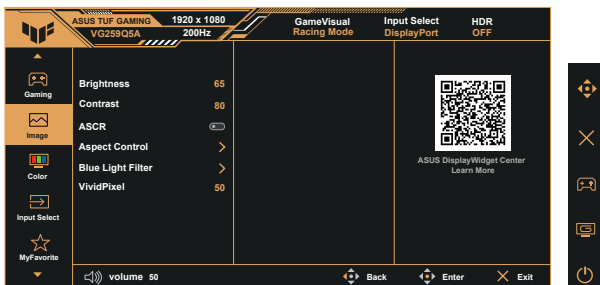 ASUS TUF GAMING 1920 x 1080 GameVisual Input Select HDR
VG259Q5A 200Hz Racing Mode DisplayPort OFF
Gaming
Image
Color
Input Select
MyFavorite
Brightness 65
Contrast 80
ASCR
Aspect Control
Blue Light Filter
VividPixel 50
ASUS DisplayWidget Center
Learn More
volume 50 Back Enter Exit